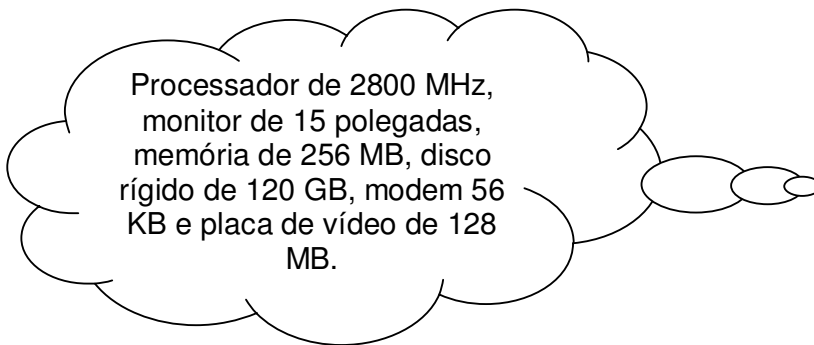 Processador de 2800 MHz,
monitor de 15 polegadas,
memória de 256 MB, disco
rígido de 120 GB, modem 56
KB e placa de vídeo de 128
MB.